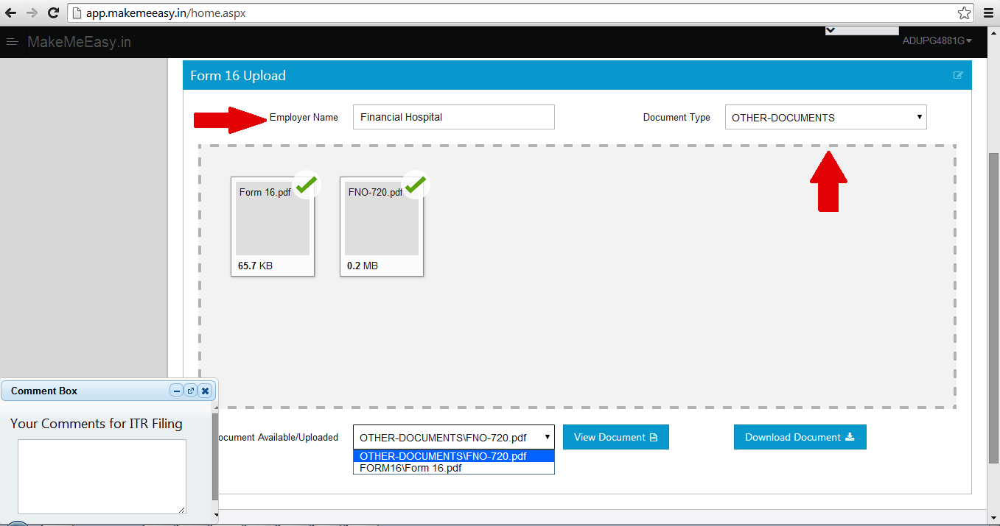 app.makemeeasy.in/home.aspx
MakeMeEasy.in
ADUPG4881G
Form 16 Upload
Employer Name
Financial Hospital
Document Type
OTHER-DOCUMENTS
Form 16.pdf
FNO-720.pdf
65.7 KB
0.2 MB
Comment Box
Your Comments for ITR Filing
ocument Available/Uploaded
OTHER-DOCUMENTS\FNO-720.pdf
View Document
Download Document
OTHER-DOCUMENTS\FNO-720.pdf
FORM16\Form 16.pdf